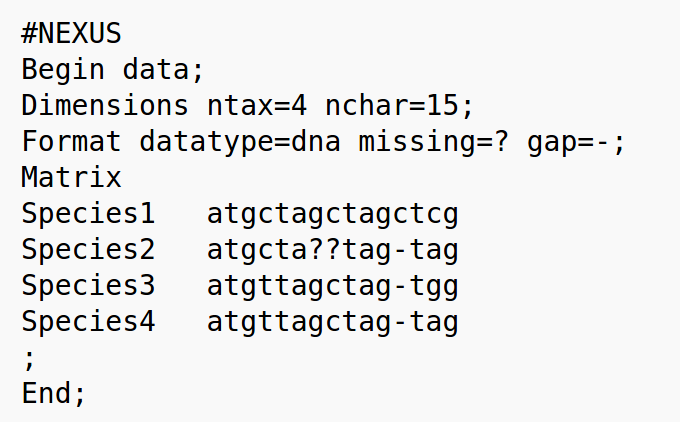 #NEXUS
Begin data;
Dimensions ntax=4 nchar=15;
Format datatype=dna missing=? gap=-;
Matrix
Species1   atgctagctagctcg
Species2   atgcta??tag-tag
Species3   atgttagctag-tgg
Species4   atgttagctag-tag
;
End;